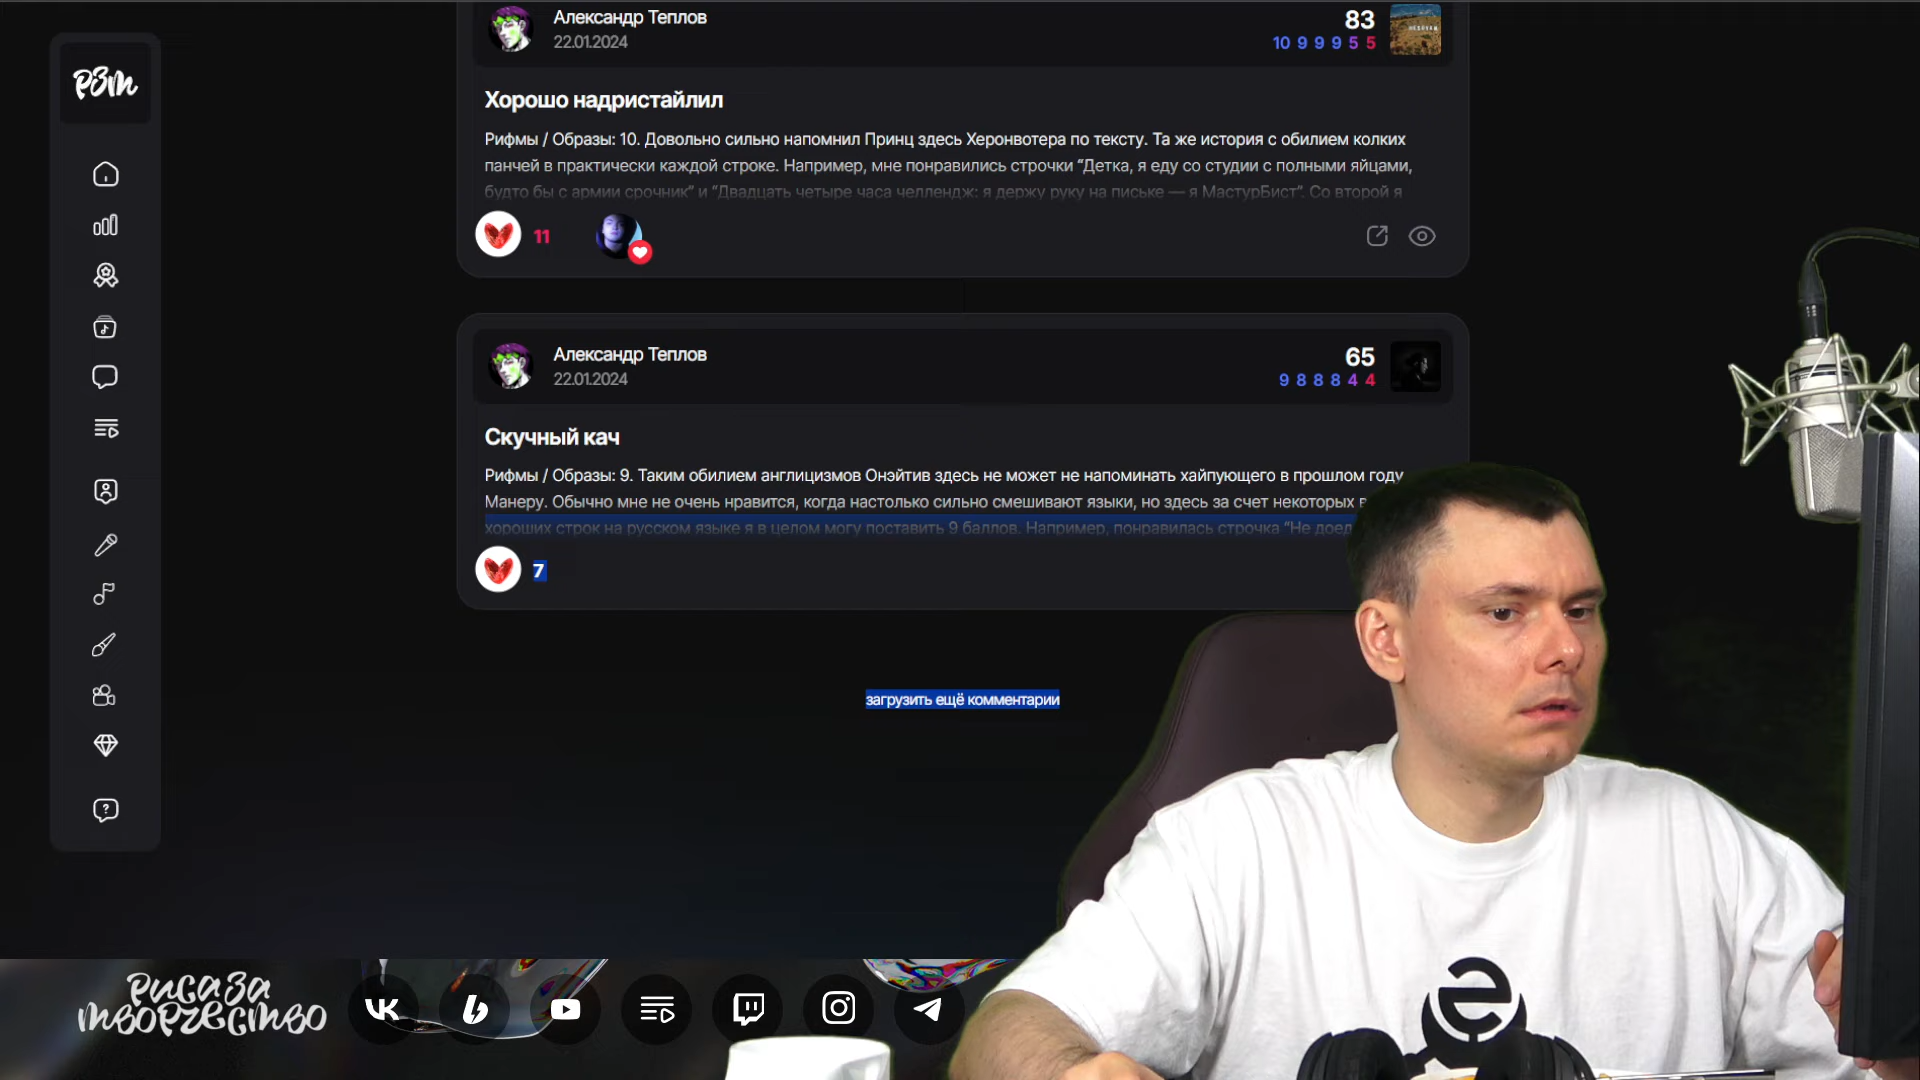 Александр Теплов
22.01.2024
83
10 9 9 9 5 5
РЗТ
Хорошо надристайлил
Рифмы / Образы: 10. Довольно сильно напомнил Принц здесь Херонвотера по тексту. Та же история с обилием колких
панчей в практически каждой строке. Например, мне понравились строчки “Детка, я еду со студии с полными яйцами,
будто бы с армии срочник” и “Двадцать четыре часа челлендж: я держу руку на письке — я МастурБист”. Со второй я
11
Александр Теплов
22.01.2024
65
9 8 8 8 4 4
Скучный кач
Рифмы / Образы: 9. Таким обилием англицизмов Онэйтив здесь не может не напоминать хайпующего в прошлом году
Манеру. Обычно мне не очень нравится, когда настолько сильно смешивают языки, но здесь за счет некоторых
хороших строк на русском языке я в целом могу поставить 9 баллов. Например, понравилась строчка “Не
7
загрузить ещё комментарии
риса за
творчество